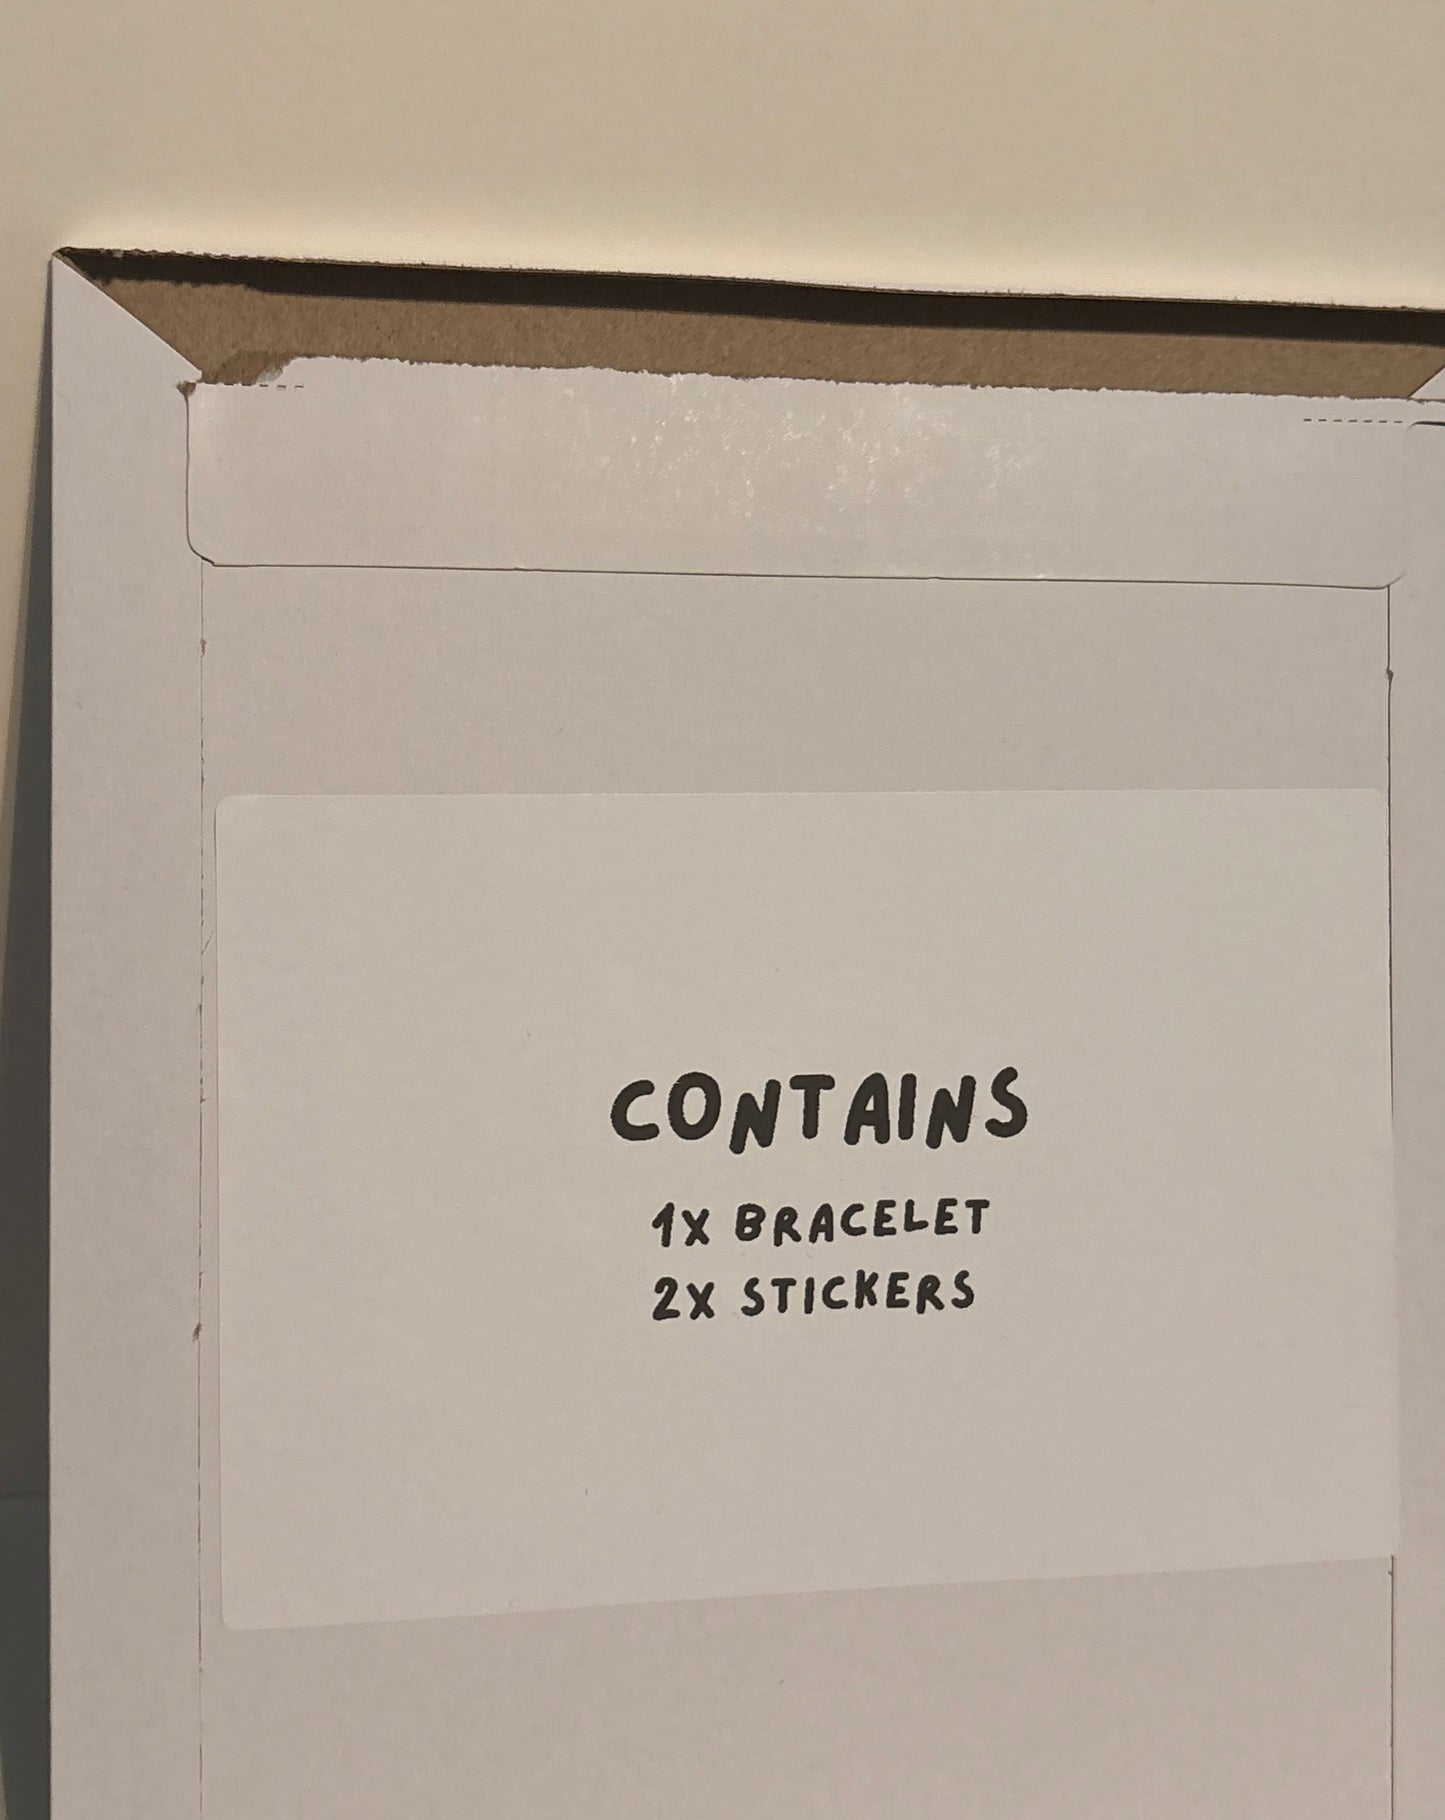 CONTAINS
1X BRACELET
2X STICKERS